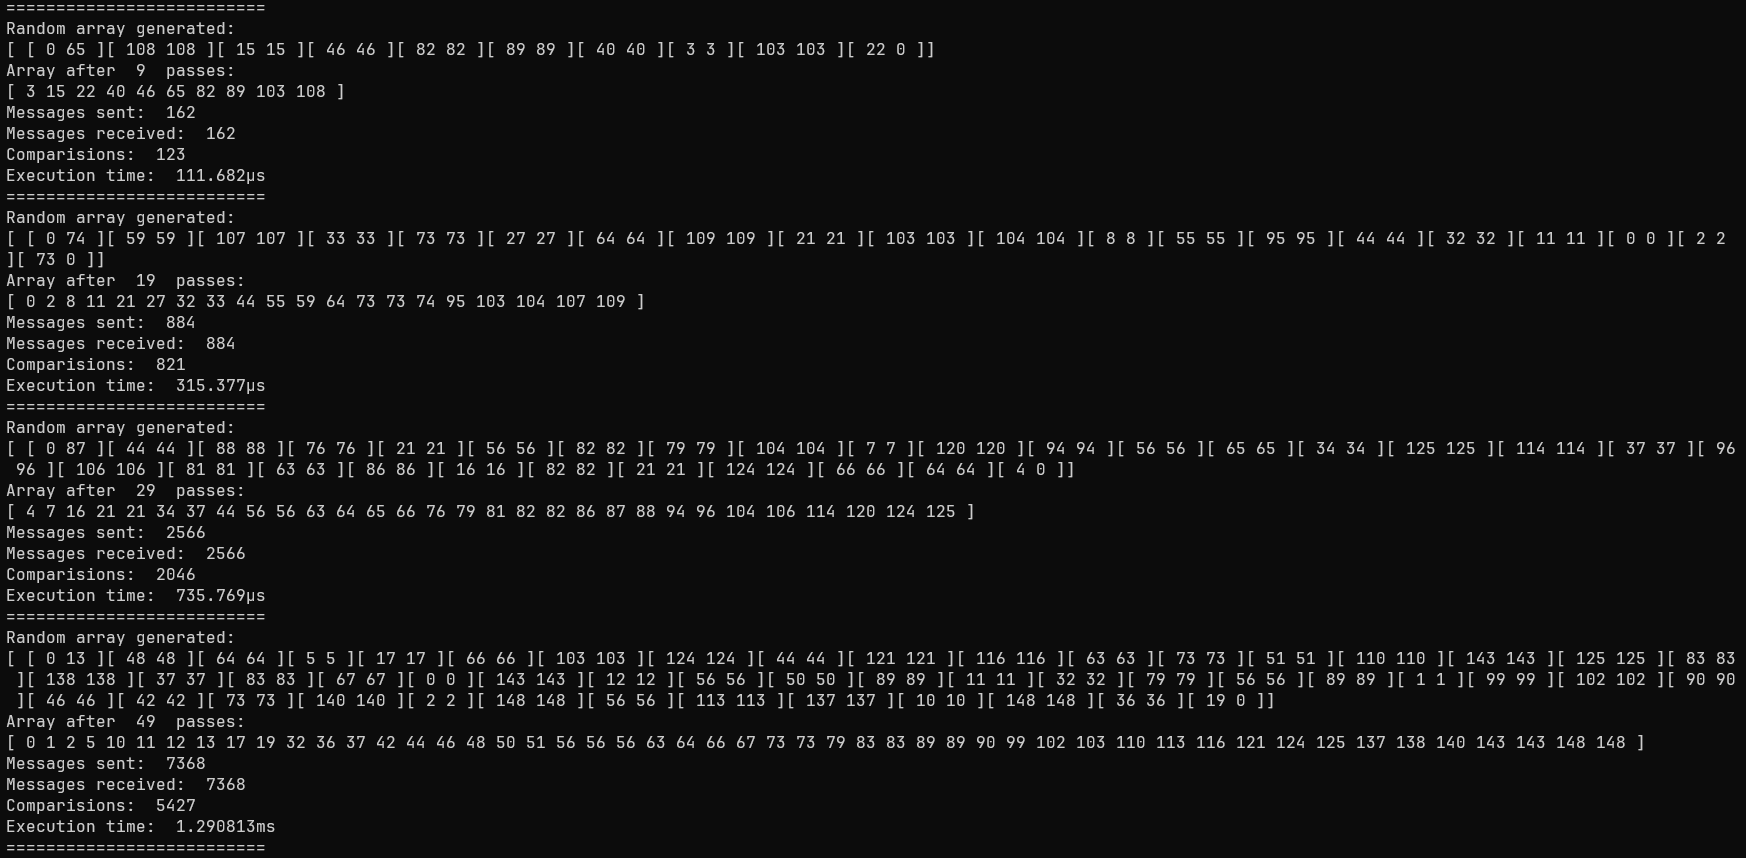 ==========================
Random array generated:
[ [ 0 65 ][ 108 108 ][ 15 15 ][ 46 46 ][ 82 82 ][ 89 89 ][ 40 40 ][ 3 3 ][ 103 103 ][ 22 0 ]]
Array after  9  passes:
[ 3 15 22 40 46 65 82 89 103 108 ]
Messages sent:  162
Messages received:  162
Comparisions:  123
Execution time:  111.682µs
==========================
Random array generated:
[ [ 0 74 ][ 59 59 ][ 107 107 ][ 33 33 ][ 73 73 ][ 27 27 ][ 64 64 ][ 109 109 ][ 21 21 ][ 103 103 ][ 104 104 ][ 8 8 ][ 55 55 ][ 95 95 ][ 44 44 ][ 32 32 ][ 11 11 ][ 0 0 ][ 2 2
][ 73 0 ]]
Array after  19  passes:
[ 0 2 8 11 21 27 32 33 44 55 59 64 73 73 74 95 103 104 107 109 ]
Messages sent:  884
Messages received:  884
Comparisions:  821
Execution time:  315.377µs
==========================
Random array generated:
[ [ 0 87 ][ 44 44 ][ 88 88 ][ 76 76 ][ 21 21 ][ 56 56 ][ 82 82 ][ 79 79 ][ 104 104 ][ 7 7 ][ 120 120 ][ 94 94 ][ 56 56 ][ 65 65 ][ 34 34 ][ 125 125 ][ 114 114 ][ 37 37 ][ 96
 96 ][ 106 106 ][ 81 81 ][ 63 63 ][ 86 86 ][ 16 16 ][ 82 82 ][ 21 21 ][ 124 124 ][ 66 66 ][ 64 64 ][ 4 0 ]]
Array after  29  passes:
[ 4 7 16 21 21 34 37 44 56 56 63 64 65 66 76 79 81 82 82 86 87 88 94 96 104 106 114 120 124 125 ]
Messages sent:  2566
Messages received:  2566
Comparisions:  2046
Execution time:  735.769µs
==========================
Random array generated:
[ [ 0 13 ][ 48 48 ][ 64 64 ][ 5 5 ][ 17 17 ][ 66 66 ][ 103 103 ][ 124 124 ][ 44 44 ][ 121 121 ][ 116 116 ][ 63 63 ][ 73 73 ][ 51 51 ][ 110 110 ][ 143 143 ][ 125 125 ][ 83 83
 ][ 138 138 ][ 37 37 ][ 83 83 ][ 67 67 ][ 0 0 ][ 143 143 ][ 12 12 ][ 56 56 ][ 50 50 ][ 89 89 ][ 11 11 ][ 32 32 ][ 79 79 ][ 56 56 ][ 89 89 ][ 1 1 ][ 99 99 ][ 102 102 ][ 90 90
 ][ 46 46 ][ 42 42 ][ 73 73 ][ 140 140 ][ 2 2 ][ 148 148 ][ 56 56 ][ 113 113 ][ 137 137 ][ 10 10 ][ 148 148 ][ 36 36 ][ 19 0 ]]
Array after  49  passes:
[ 0 1 2 5 10 11 12 13 17 19 32 36 37 42 44 46 48 50 51 56 56 56 63 64 66 67 73 73 79 83 83 89 89 90 99 102 103 110 113 116 121 124 125 137 138 140 143 143 148 148 ]
Messages sent:  7368
Messages received:  7368
Comparisions:  5427
Execution time:  1.290813ms
==========================